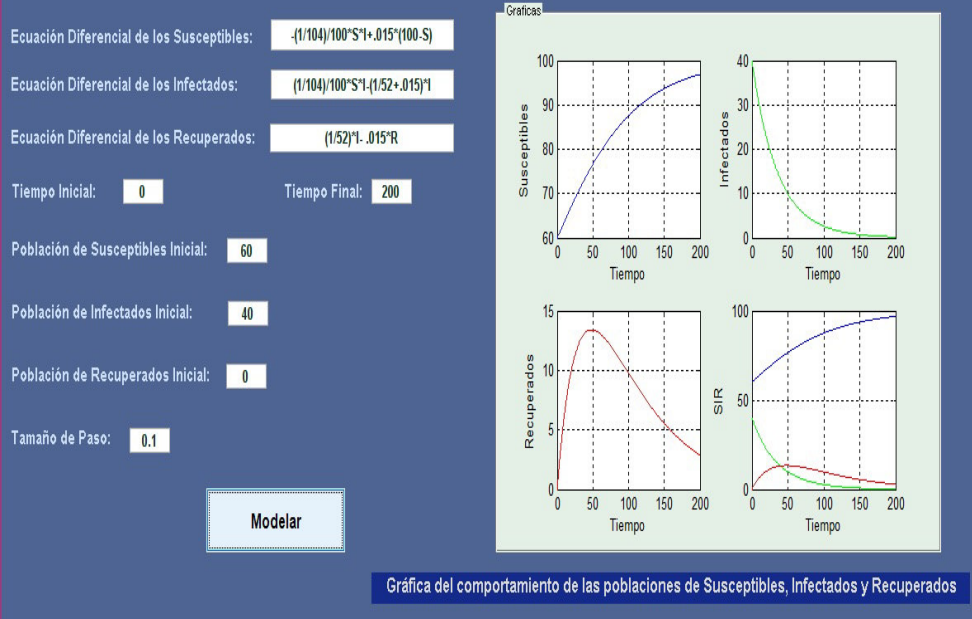 Ecuación Diferencial de los Susceptibles: -(1/104)/100*S*I+.015*(100-S)
Ecuación Diferencial de los Infectados: (1/104)/100*S*I-(1/52+.015)*I
Ecuación Diferencial de los Recuperados: (1/52)*I- .015*R
Tiempo Inicial: 0 Tiempo Final: 200
Población de Susceptibles Inicial: 60
Población de Infectados Inicial: 40
Población de Recuperados Inicial: 0
Tamaño de Paso: 0.1
Modelar
Graficas
100
90
80
70
60
Susceptibles
0 50 100 150 200
Tiempo
40
30
20
10
0
Infectados
0 50 100 150 200
Tiempo
15
10
5
0
Recuperados
0 50 100 150 200
Tiempo
100
50
0
SIR
0 50 100 150 200
Tiempo
Gráfica del comportamiento de las poblaciones de Susceptibles, Infectados y Recuperados